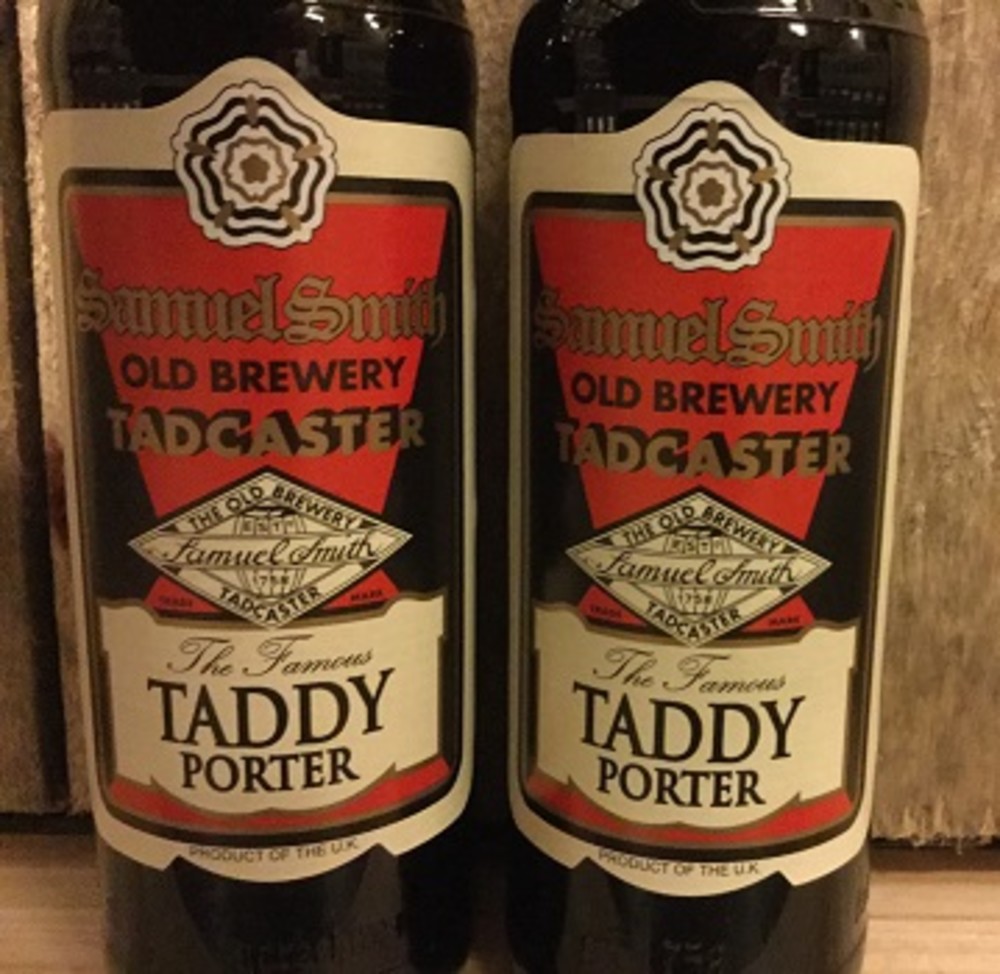 Samuel Smith
OLD BREWERY
TADCASTER
THE OLD BREWERY
ESTD
Samuel Smith
1758
TADCASTER
TRADE MARK
The Famous
TADDY
PORTER
PRODUCT OF THE U.K.
Samuel Smith
OLD BREWERY
TADCASTER
THE OLD BREWERY
ESTD
Samuel Smith
1758
TADCASTER
TRADE MARK
The Famous
TADDY
PORTER
PRODUCT OF THE U.K.